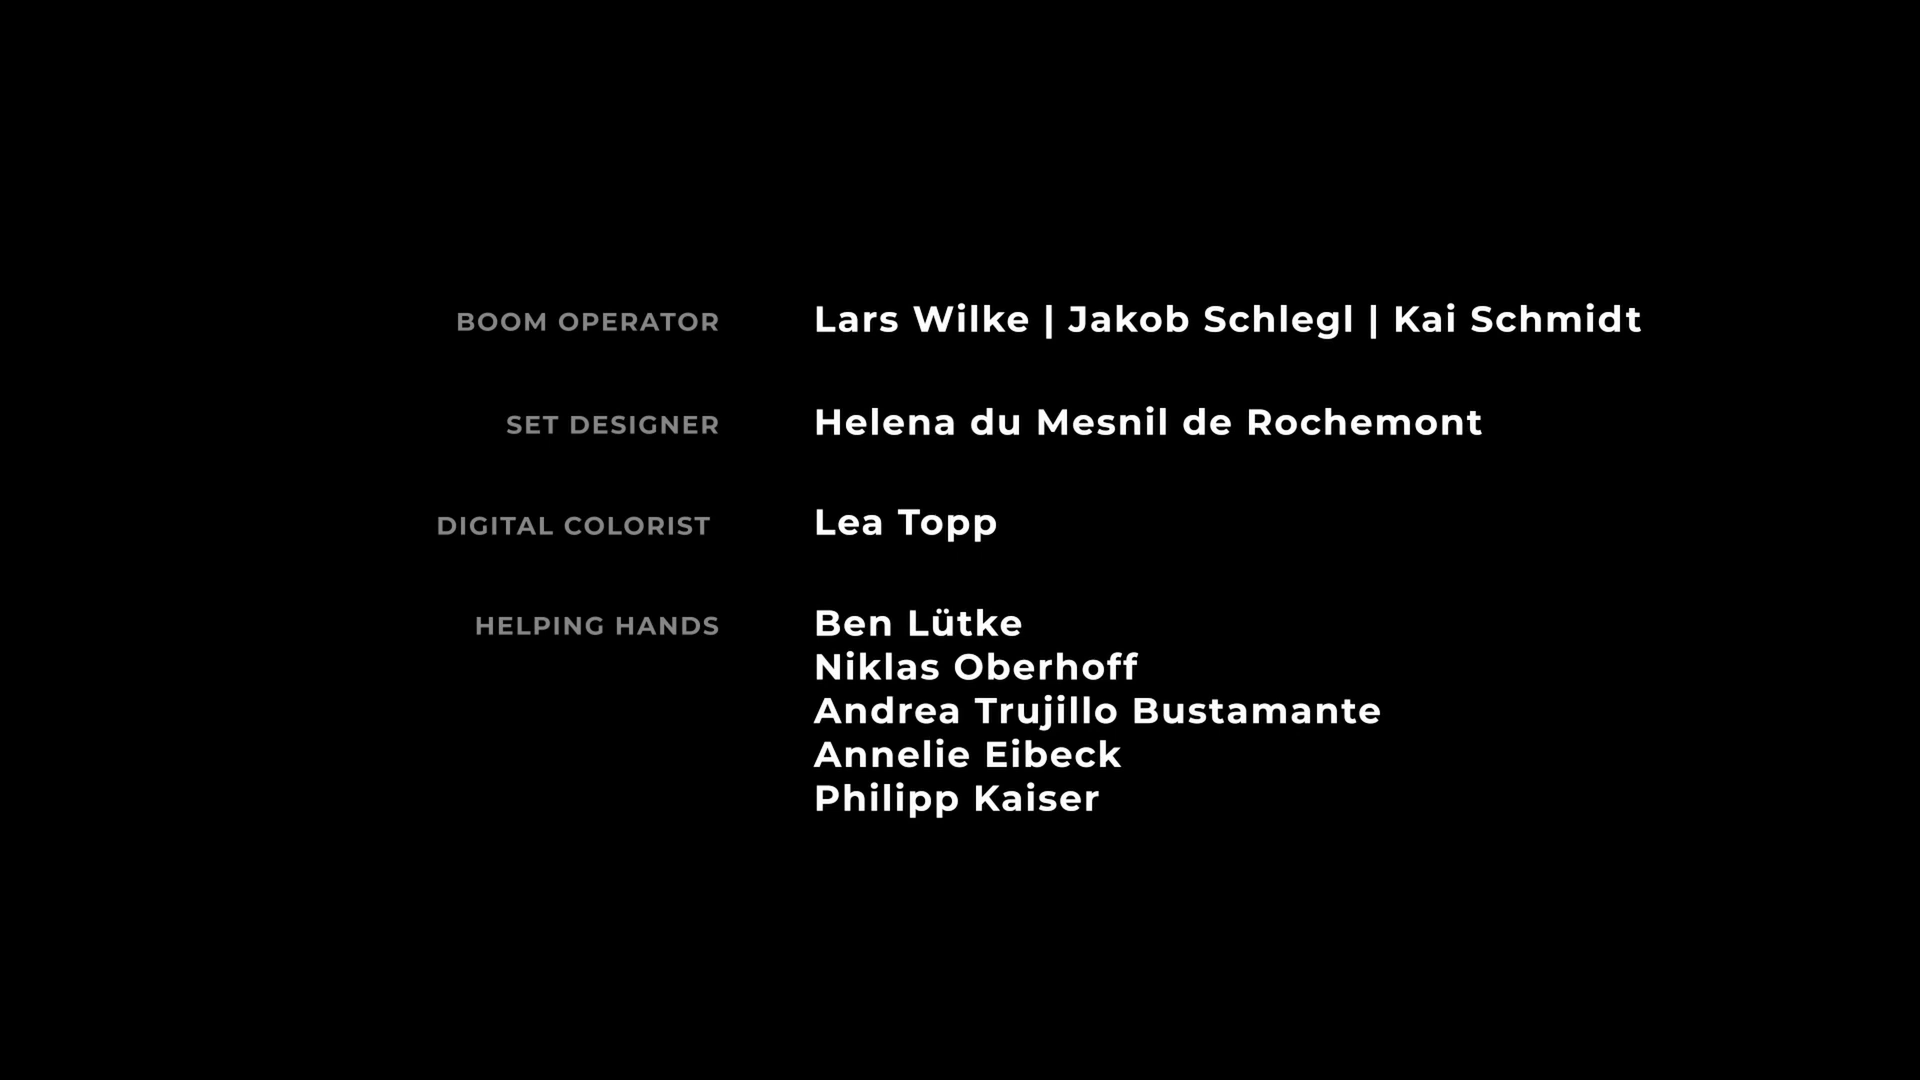 BOOM OPERATOR Lars Wilke | Jakob Schlegl | Kai Schmidt
SET DESIGNER Helena du Mesnil de Rochemont
DIGITAL COLORIST Lea Topp
HELPING HANDS Ben Lütke
Niklas Oberhoff
Andrea Trujillo Bustamante
Annelie Eibeck
Philipp Kaiser